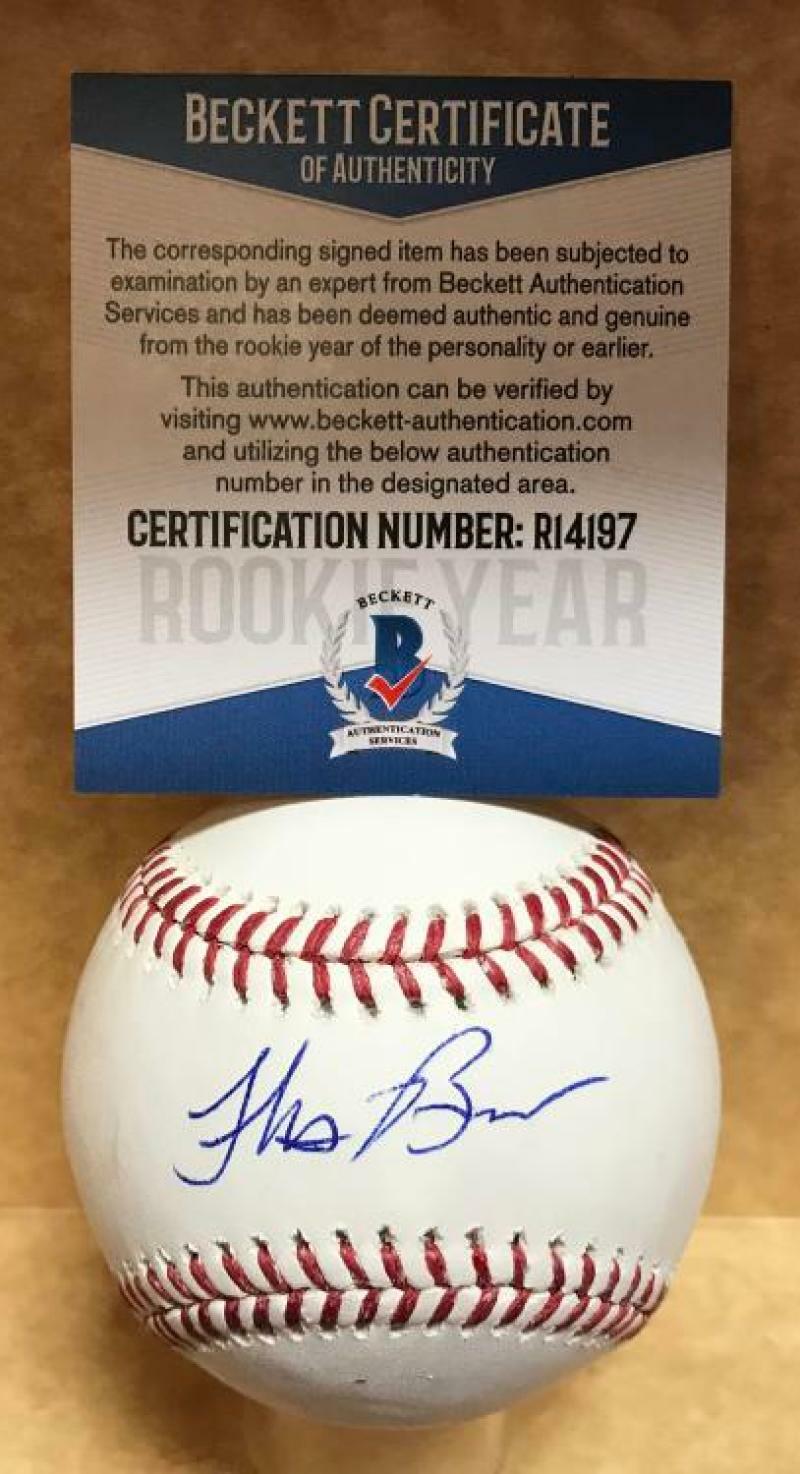 BECKETT CERTIFICATE
OF AUTHENTICITY
The corresponding signed item has been subjected to
examination by an expert from Beckett Authentication
Services and has been deemed authentic and genuine
from the rookie year of the personality or earlier.
This authentication can be verified by
visiting www.beckett-authentication.com
and utilizing the below authentication
number in the designated area.
CERTIFICATION NUMBER: R14197
ROOKIE YEAR
BECKETT
B
AUTHENTICATION
SERVICES